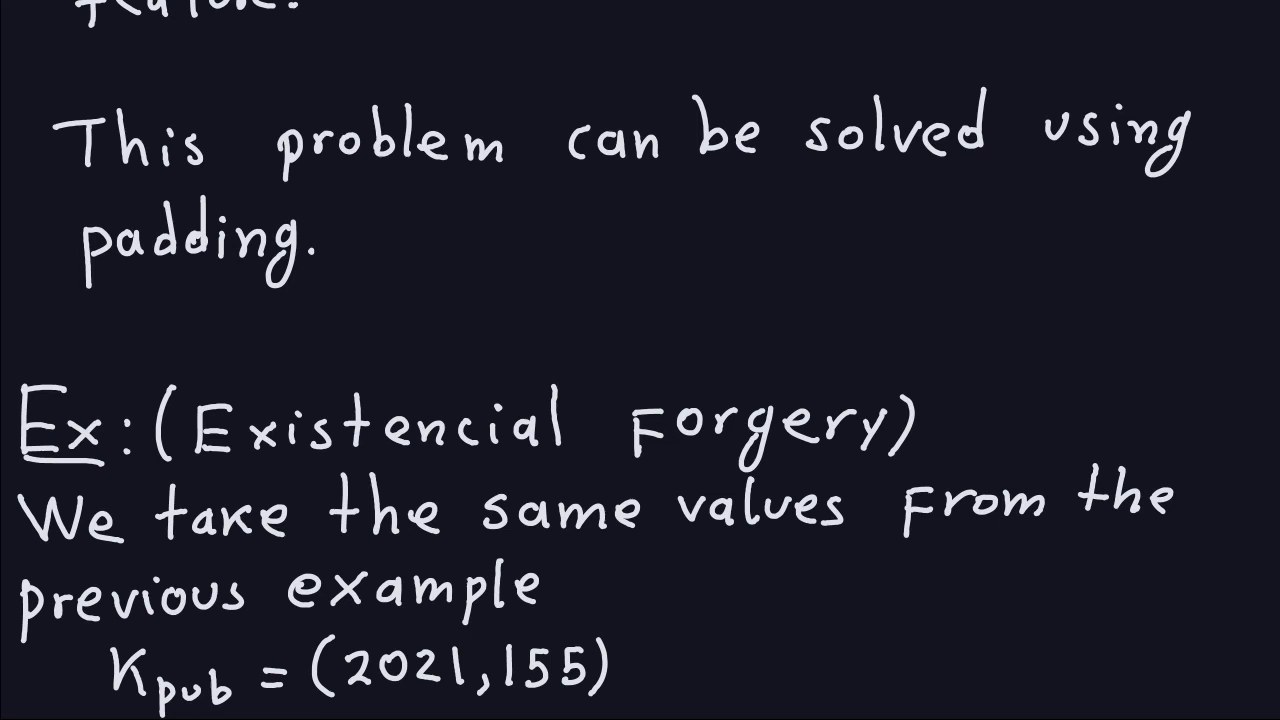 This problem can be solved using
padding.
Ex: (Existencial Forgery)
We take the same values from the
previous example
Kpub = (2021, 155)